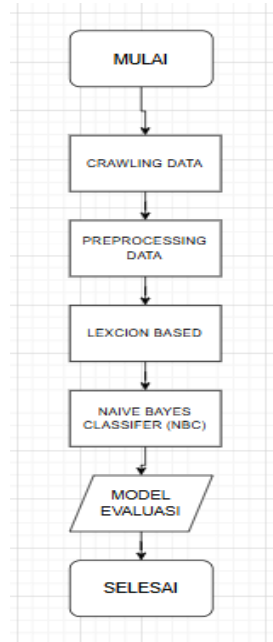 MULAI
CRAWLING DATA
PREPROCESSING
DATA
LEXCION BASED
NAIVE BAYES
CLASSIFER (NBC)
MODEL
EVALUASI
SELESAI